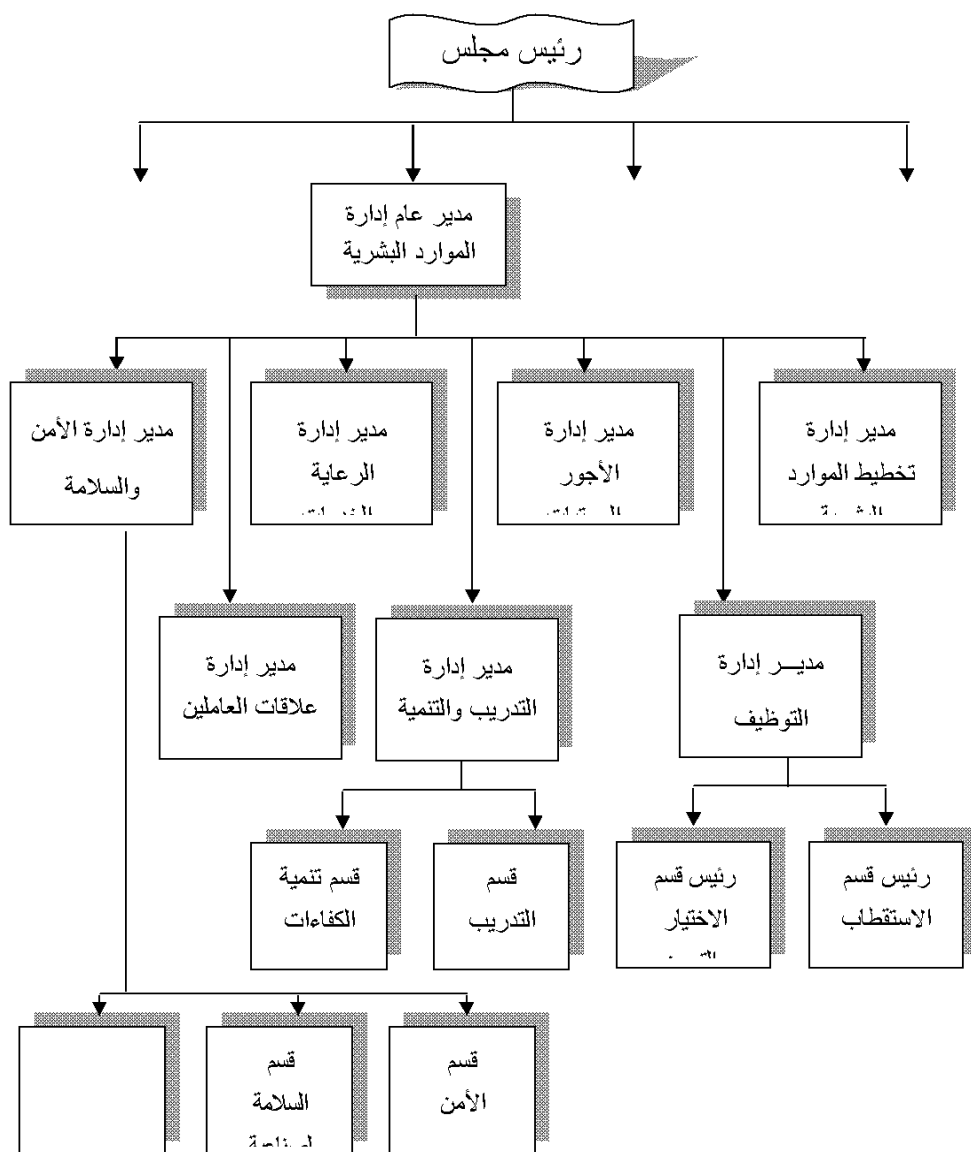 رئيس مجلس
مدير عام إدارة
الموارد البشرية
مدير إدارة
تخطيط الموارد
البشرية
مدير إدارة
الأجور
مدير إدارة
الرعاية
مدير إدارة الأمن
والسلامة
مديـــر إدارة
التوظيف
مدير إدارة
التدريب والتنمية
مدير إدارة
علاقات العاملين
رئيس قسم
الاستقطاب
رئيس قسم
الاختيار
قسم
التدريب
قسم تنمية
الكفاءات
قسم
الأمن
قسم
السلامة